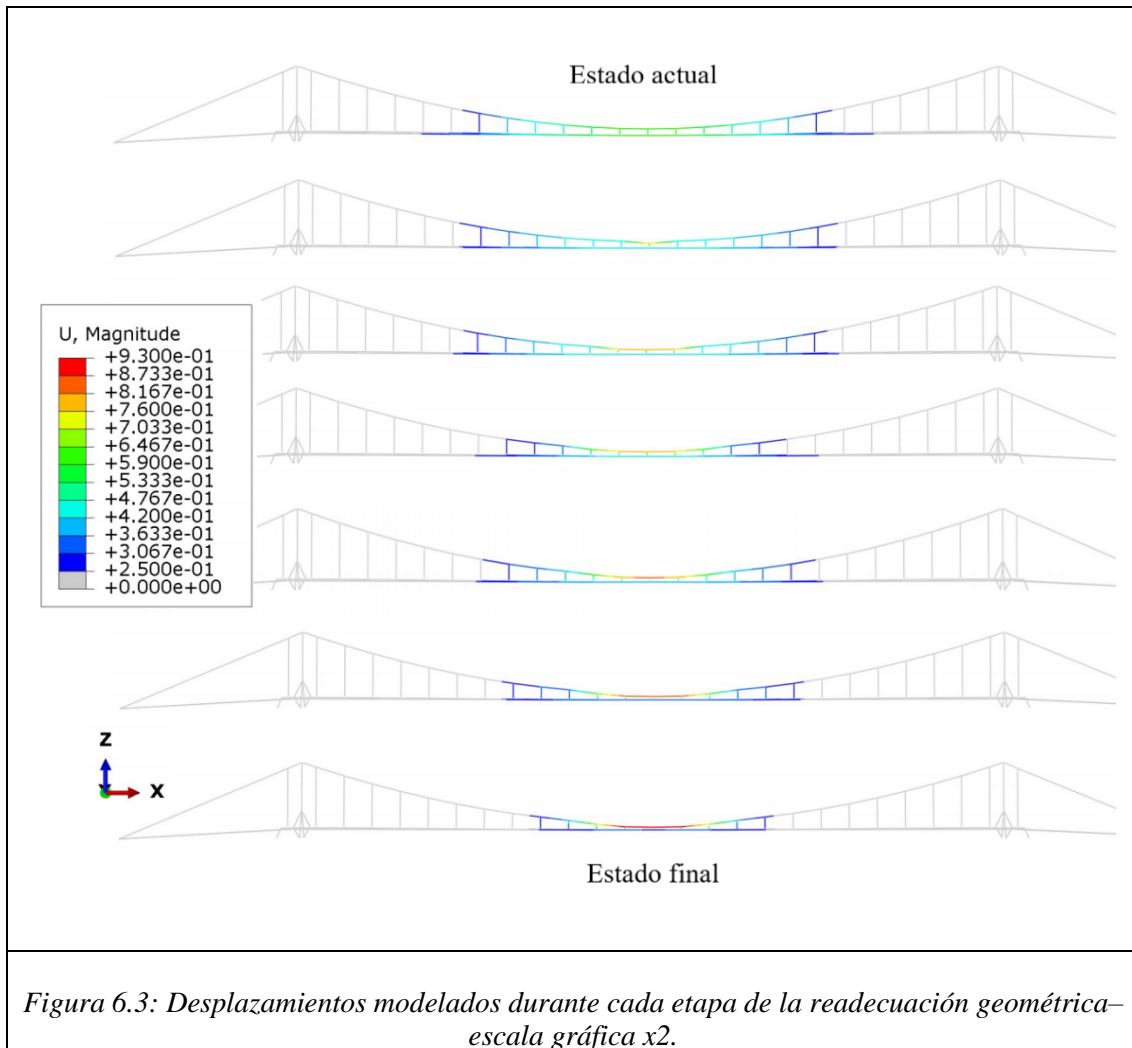 Estado actual
U, Magnitude
+9.300e-01
+8.733e-01
+8.167e-01
+7.600e-01
+7.033e-01
+6.467e-01
+5.900e-01
+5.333e-01
+4.767e-01
+4.200e-01
+3.633e-01
+3.067e-01
+2.500e-01
+0.000e+00
Z
X
Estado final
Figura 6.3: Desplazamientos modelados durante cada etapa de la readecuación geométrica–
escala gráfica x2.